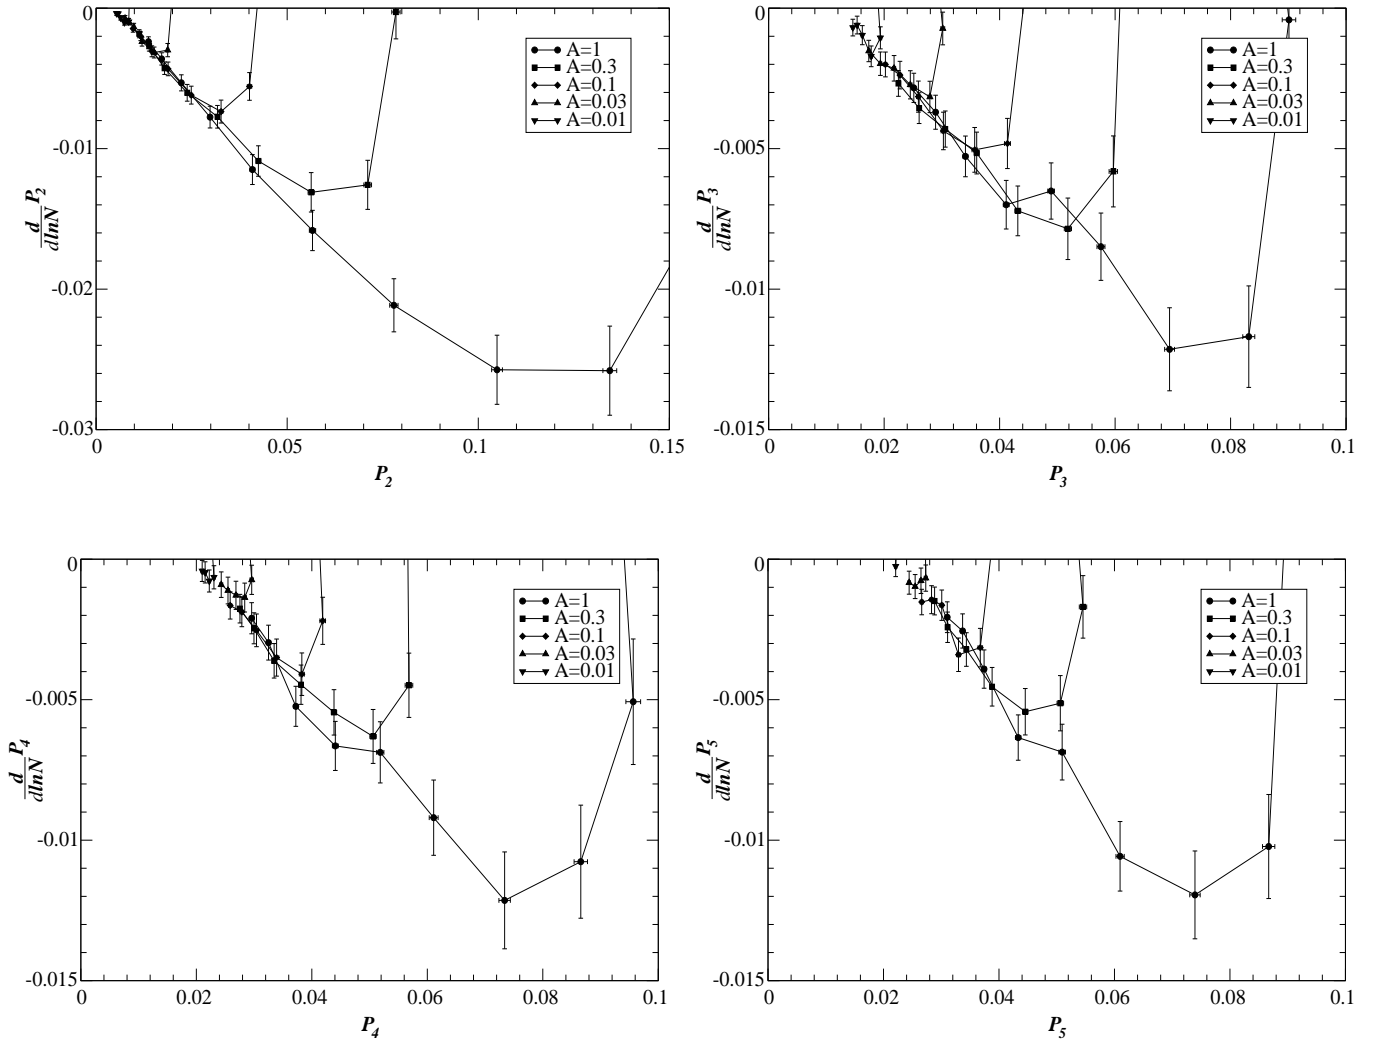 0
-0.01
-0.02
-0.03
d
dlnN
P2
A=1
A=0.3
A=0.1
A=0.03
A=0.01
0 0.05 0.1 0.15
P2
0
-0.005
-0.01
-0.015
d
dlnN
P3
A=1
A=0.3
A=0.1
A=0.03
A=0.01
0 0.02 0.04 0.06 0.08 0.1
P3
0
-0.005
-0.01
-0.015
d
dlnN
P4
A=1
A=0.3
A=0.1
A=0.03
A=0.01
0 0.02 0.04 0.06 0.08 0.1
P4
0
-0.005
-0.01
-0.015
d
dlnN
P5
A=1
A=0.3
A=0.1
A=0.03
A=0.01
0 0.02 0.04 0.06 0.08 0.1
P5